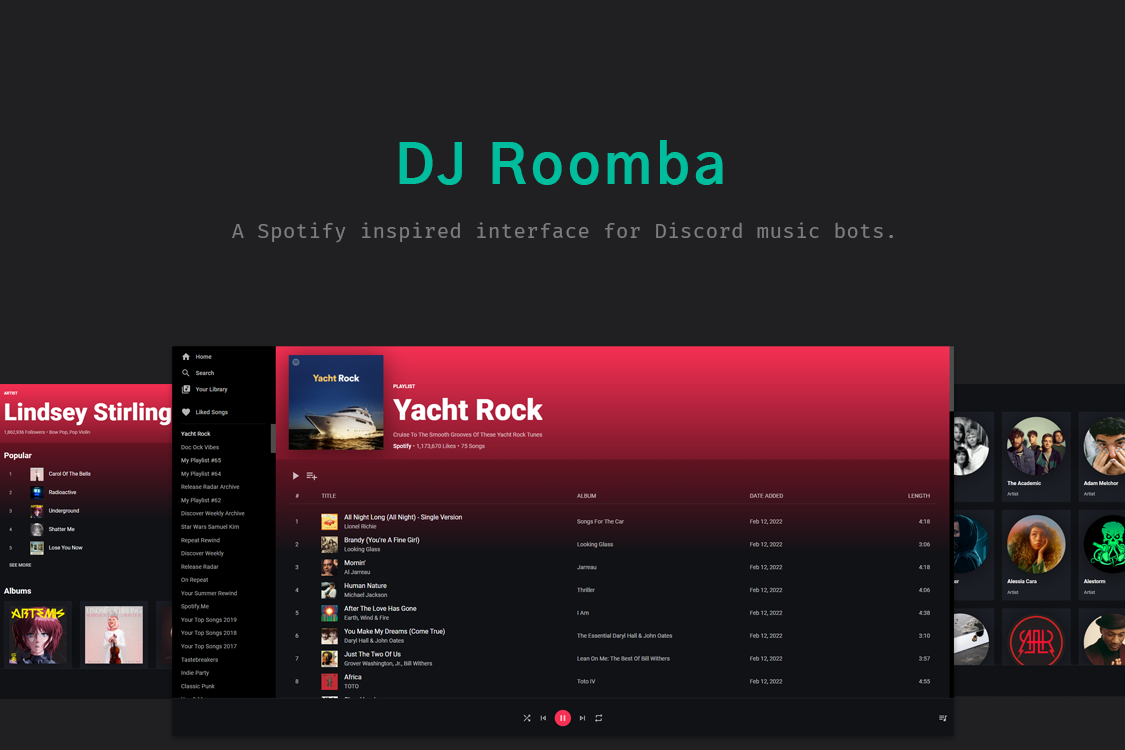 DJ Roomba
A Spotify inspired interface for Discord music bots.
ARTIST
Lindsey Stirling
1,862,936 Followers • Bow Pop, Pop Violin
Popular
1 Carol Of The Bells
2 Radioactive
3 Underground
4 Shatter Me
5 Lose You Now
SEE MORE
Albums
ARTEMIS
Home
Search
Your Library
Liked Songs
Yacht Rock
Doc Ock Vibes
My Playlist #65
My Playlist #64
Release Radar Archive
My Playlist #62
Discover Weekly Archive
Star Wars Samuel Kim
Repeat Rewind
Discover Weekly
Release Radar
On Repeat
Your Summer Rewind
Spotify.Me
Your Top Songs 2019
Your Top Songs 2018
Your Top Songs 2017
Tastebreakers
Indie Party
Classic Punk
Yacht Rock
PLAYLIST
Yacht Rock
Cruise To The Smooth Grooves Of These Yacht Rock Tunes
Spotify • 1,173,670 Likes • 75 Songs
# TITLE ALBUM DATE ADDED LENGTH
1 All Night Long (All Night) - Single Version Songs For The Car Feb 12, 2022 4:18
Lionel Richie
2 Brandy (You're A Fine Girl) Looking Glass Feb 12, 2022 3:06
Looking Glass
3 Mornin' Jarreau Feb 12, 2022 4:18
Al Jarreau
4 Human Nature Thriller Feb 12, 2022 4:06
Michael Jackson
5 After The Love Has Gone I Am Feb 12, 2022 4:38
Earth, Wind & Fire
6 You Make My Dreams (Come True) The Essential Daryl Hall & John Oates Feb 12, 2022 3:10
Daryl Hall & John Oates
7 Just The Two Of Us Lean On Me: The Best Of Bill Withers Feb 12, 2022 3:57
Grover Washington, Jr., Bill Withers
8 Africa Toto IV Feb 12, 2022 4:55
TOTO
The Academic
Artist
Adam Melchor
Artist
Alessia Cara
Artist
Alestorm
Artist